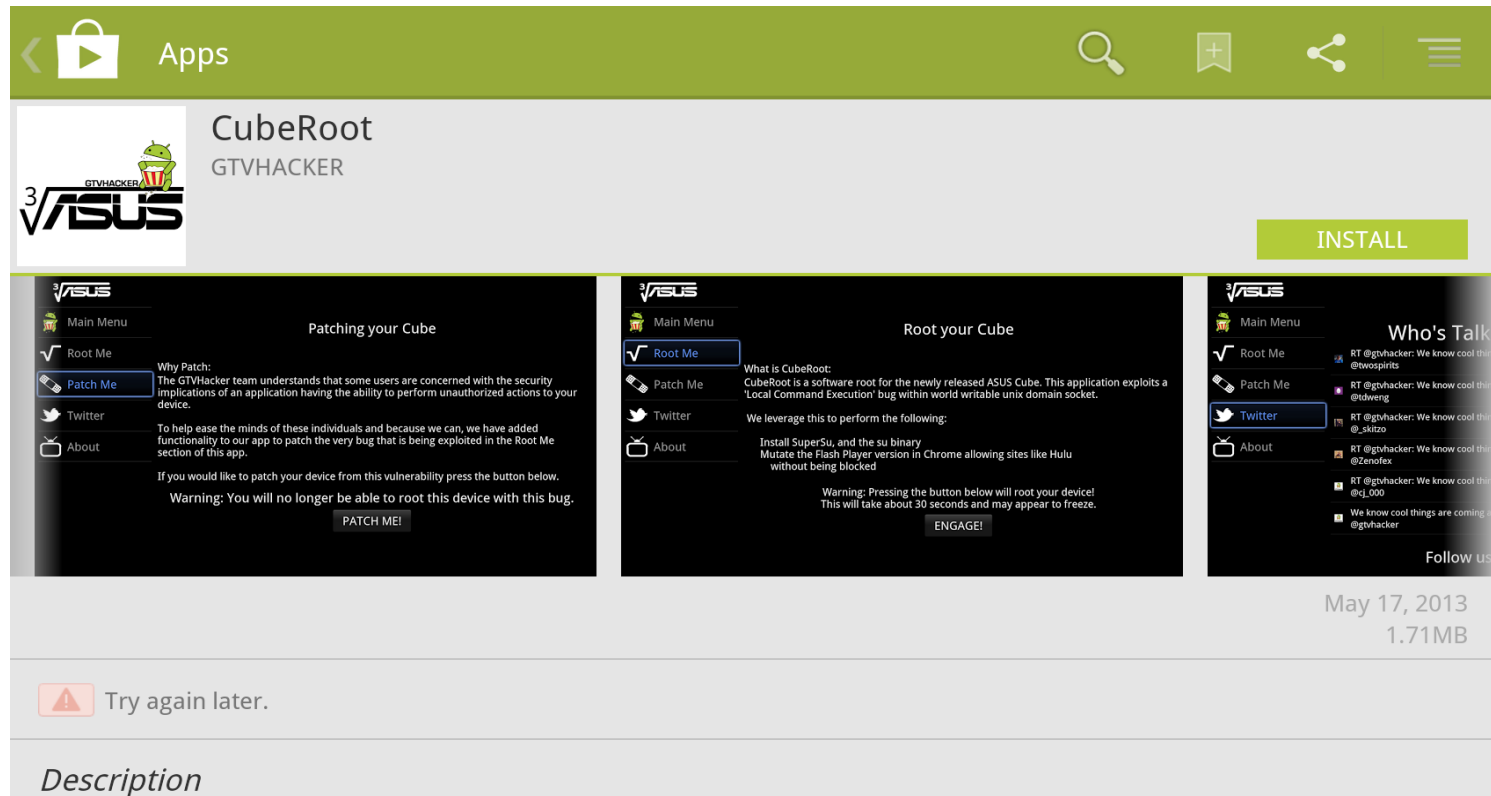 Apps
CubeRoot
GTVHACKER
GTVHACKER
3
ASUS
INSTALL
3
ASUS
Main Menu
Root Me
Patch Me
Twitter
About
Patching your Cube
Why Patch:
The GTVHacker team understands that some users are concerned with the security
implications of an application having the ability to perform unauthorized actions to your
device.
To help ease the minds of these individuals and because we can, we have added
functionality to our app to patch the very bug that is being exploited in the Root Me
section of this app.
If you would like to patch your device from this vulnerability press the button below.
Warning: You will no longer be able to root this device with this bug.
PATCH ME!
3
ASUS
Main Menu
Root Me
Patch Me
Twitter
About
Root your Cube
What is CubeRoot:
CubeRoot is a software root for the newly released ASUS Cube. This application exploits a
'Local Command Execution' bug within world writable unix domain socket.
We leverage this to perform the following:
Install SuperSu, and the su binary
Mutate the Flash Player version in Chrome allowing sites like Hulu
without being blocked
Warning: Pressing the button below will root your device!
This will take about 30 seconds and may appear to freeze.
ENGAGE!
3
ASUS
Main Menu
Root Me
Patch Me
Twitter
About
Who's Talk
RT @gtvhacker: We know cool thi
@twospirits
RT @gtvhacker: We know cool thi
@tdweng
RT @gtvhacker: We know cool thi
@_skitzo
RT @gtvhacker: We know cool thi
@Zenofex
RT @gtvhacker: We know cool thi
@cj_000
We know cool things are coming
@gtvhacker
Follow us
May 17, 2013
1.71MB
Try again later.
Description